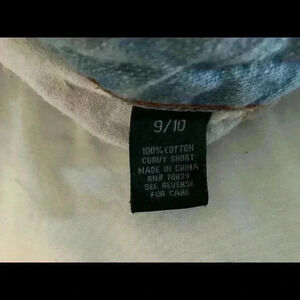 9/10
100% COTTON
CURVY SHORT
MADE IN CHINA
RN# 70829
SEE REVERSE
FOR CARE